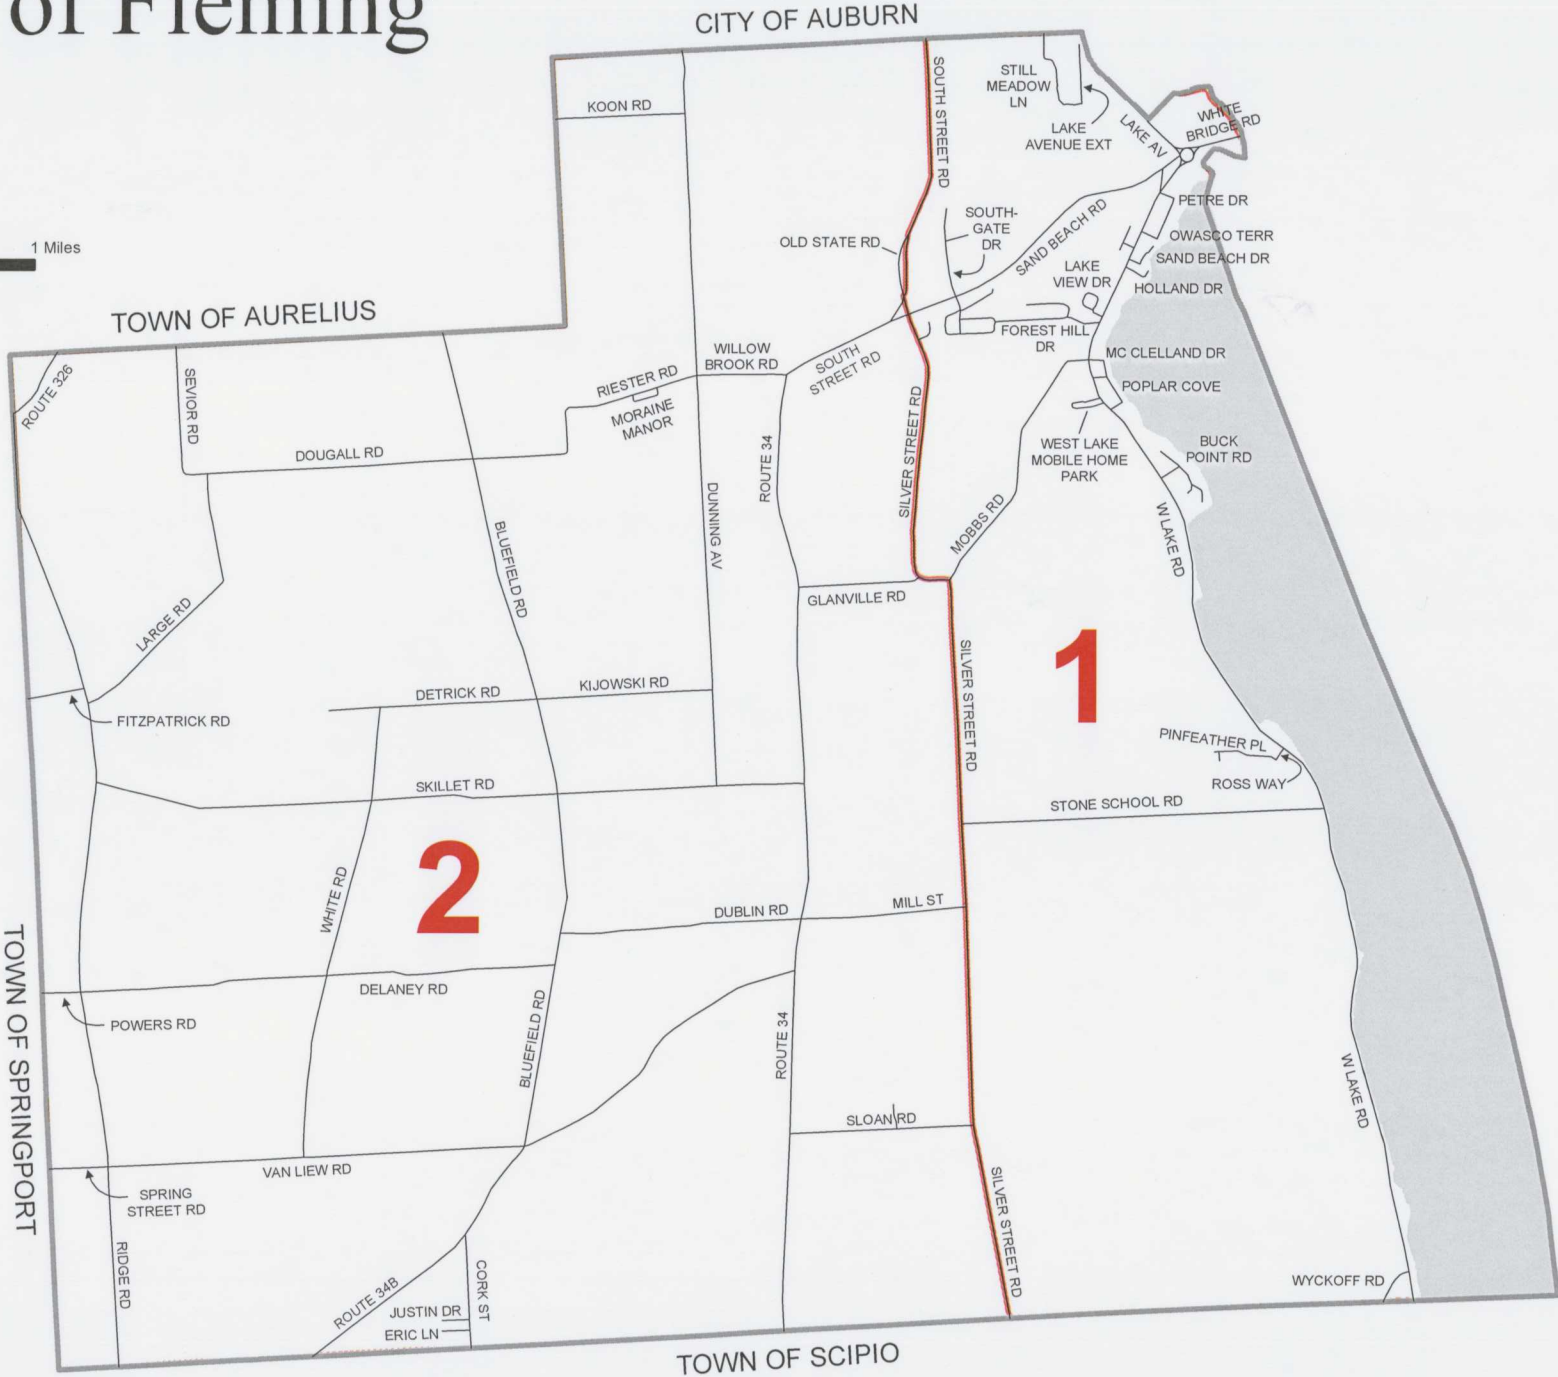 of Fleming
CITY OF AUBURN
STILL
MEADOW
LN
SOUTH STREET RD
KOON RD
WHITE
BRIDGE RD
LAKE
AVENUE EXT
LAKE AV
PETRE DR
SOUTH-
GATE
DR
OLD STATE RD
SAND BEACH RD
OWASCO TERR
1 Miles
SAND BEACH DR
LAKE
VIEW DR
HOLLAND DR
TOWN OF AURELIUS
FOREST HILL
DR
WILLOW
BROOK RD
SOUTH
STREET RD
MC CLELLAND DR
ROUTE 326
SEVIOR RD
RIESTER RD
POPLAR COVE
MORAINE
MANOR
SILVER STREET RD
WEST LAKE
MOBILE HOME
PARK
BUCK
POINT RD
DOUGALL RD
ROUTE 34
DUNNING AV
MOBBS RD
W LAKE RD
BLUEFIELD RD
GLANVILLE RD
LARGE RD
1
SILVER STREET RD
DETRICK RD
KIJOWSKI RD
FITZPATRICK RD
PINFEATHER PL
ROSS WAY
SKILLET RD
STONE SCHOOL RD
2
WHITE RD
DUBLIN RD
MILL ST
TOWN OF SPRINGPORT
DELANEY RD
POWERS RD
BLUEFIELD RD
ROUTE 34
W LAKE RD
SLOAN RD
VAN LIEW RD
SPRING
STREET RD
SILVER STREET RD
RIDGE RD
CORK ST
WYCKOFF RD
ROUTE 34B
JUSTIN DR
ERIC LN
TOWN OF SCIPIO